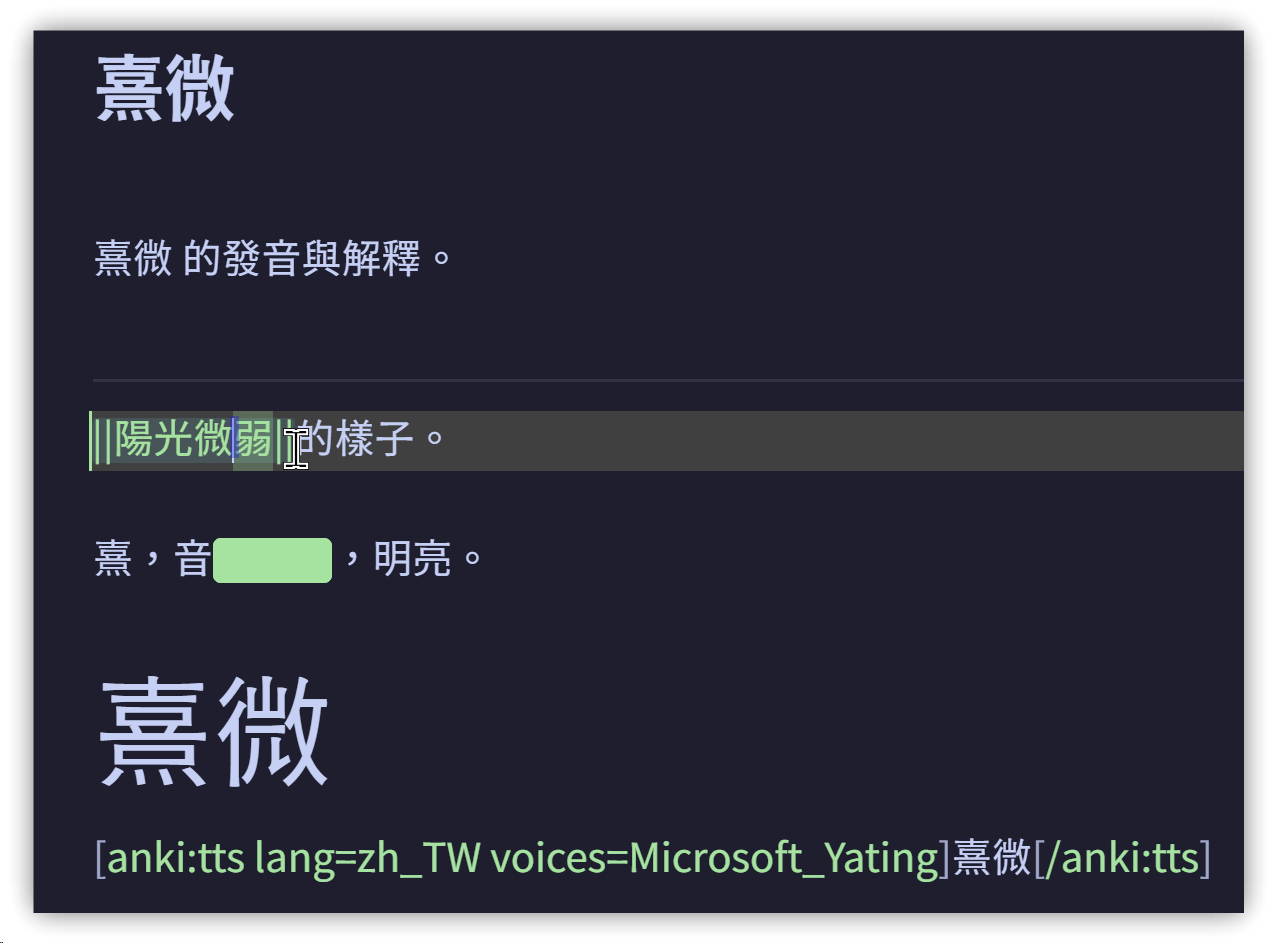 熹微
熹微 的發音與解釋。
||陽光微弱||的樣子。
熹，音，明亮。
熹微
[anki:tts lang=zh_TW voices=Microsoft_Yating]熹微[/anki:tts]